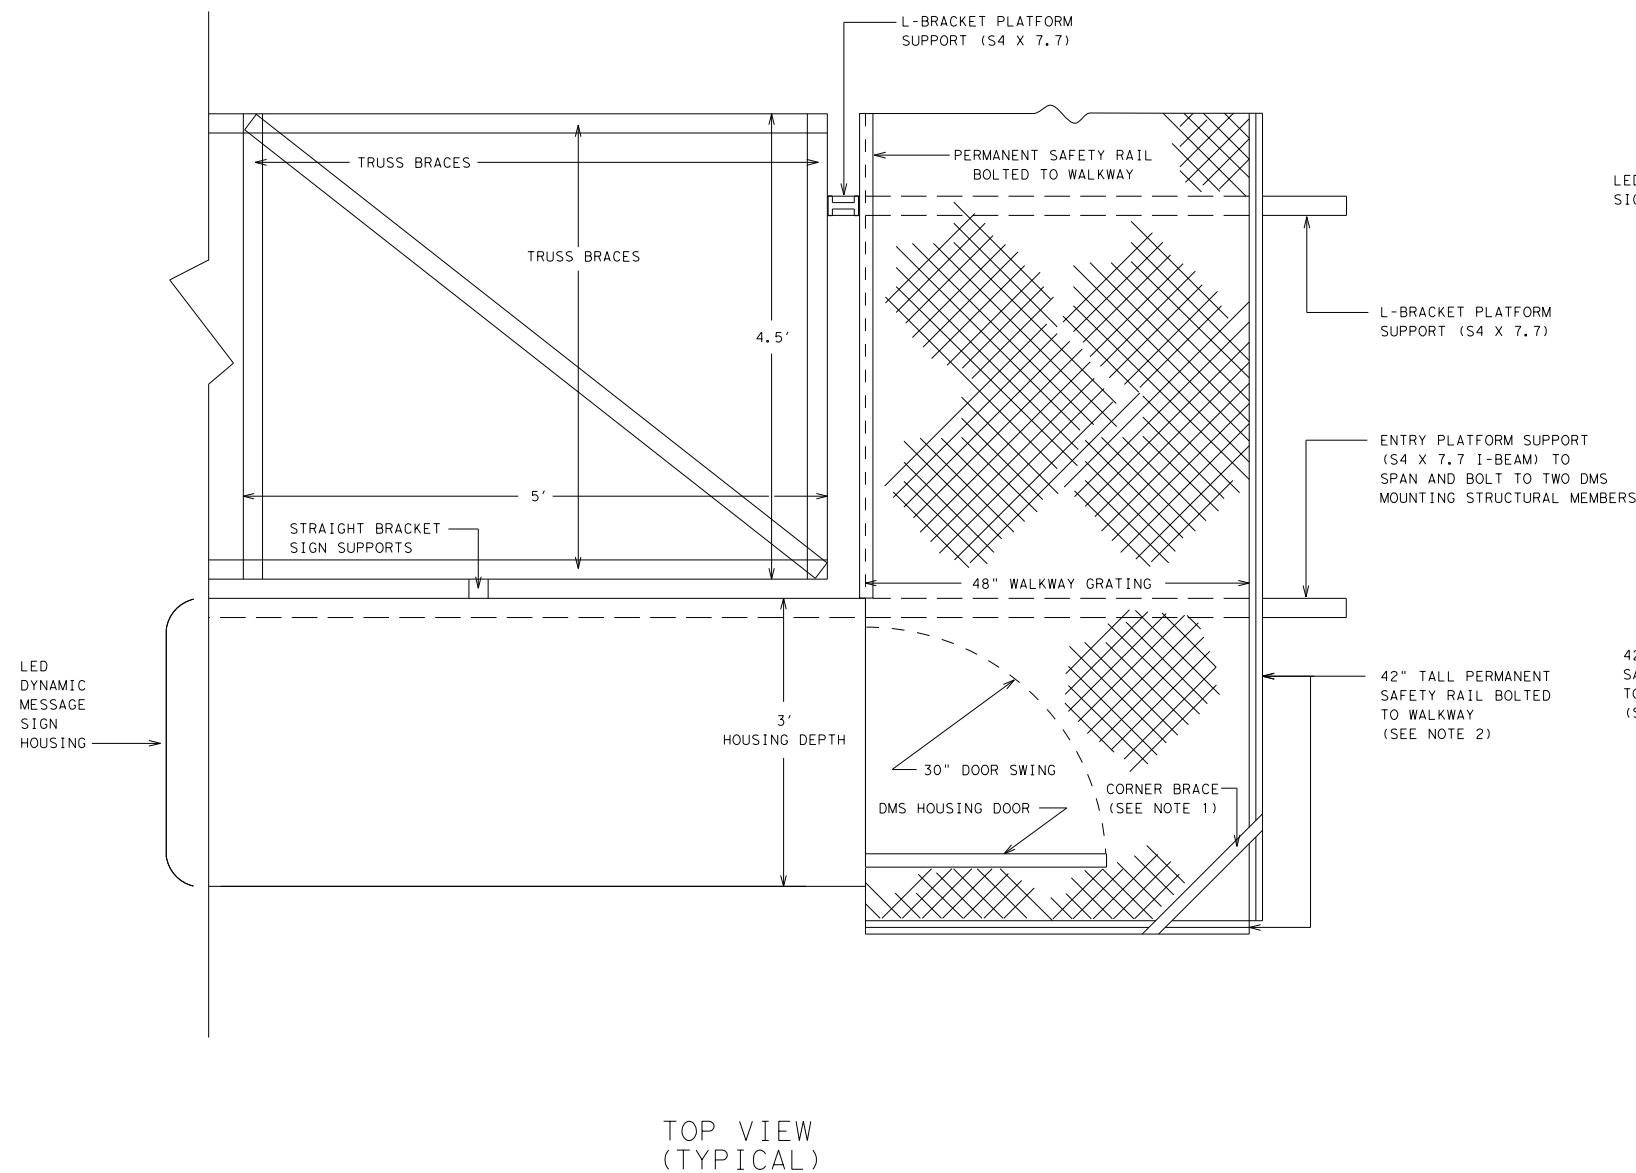 L-BRACKET PLATFORM
SUPPORT (S4 X 7.7)
TRUSS BRACES
PERMANENT SAFETY RAIL
BOLTED TO WALKWAY
TRUSS BRACES
L-BRACKET PLATFORM
SUPPORT (S4 X 7.7)
4.5'
ENTRY PLATFORM SUPPORT
(S4 X 7.7 I-BEAM) TO
SPAN AND BOLT TO TWO DMS
MOUNTING STRUCTURAL MEMBERS
5'
STRAIGHT BRACKET
SIGN SUPPORTS
48" WALKWAY GRATING
LED
DYNAMIC
MESSAGE
SIGN
HOUSING
42" TALL PERMANENT
SAFETY RAIL BOLTED
TO WALKWAY
(SEE NOTE 2)
3'
HOUSING DEPTH
30" DOOR SWING
DMS HOUSING DOOR
CORNER BRACE
(SEE NOTE 1)
TOP VIEW
(TYPICAL)